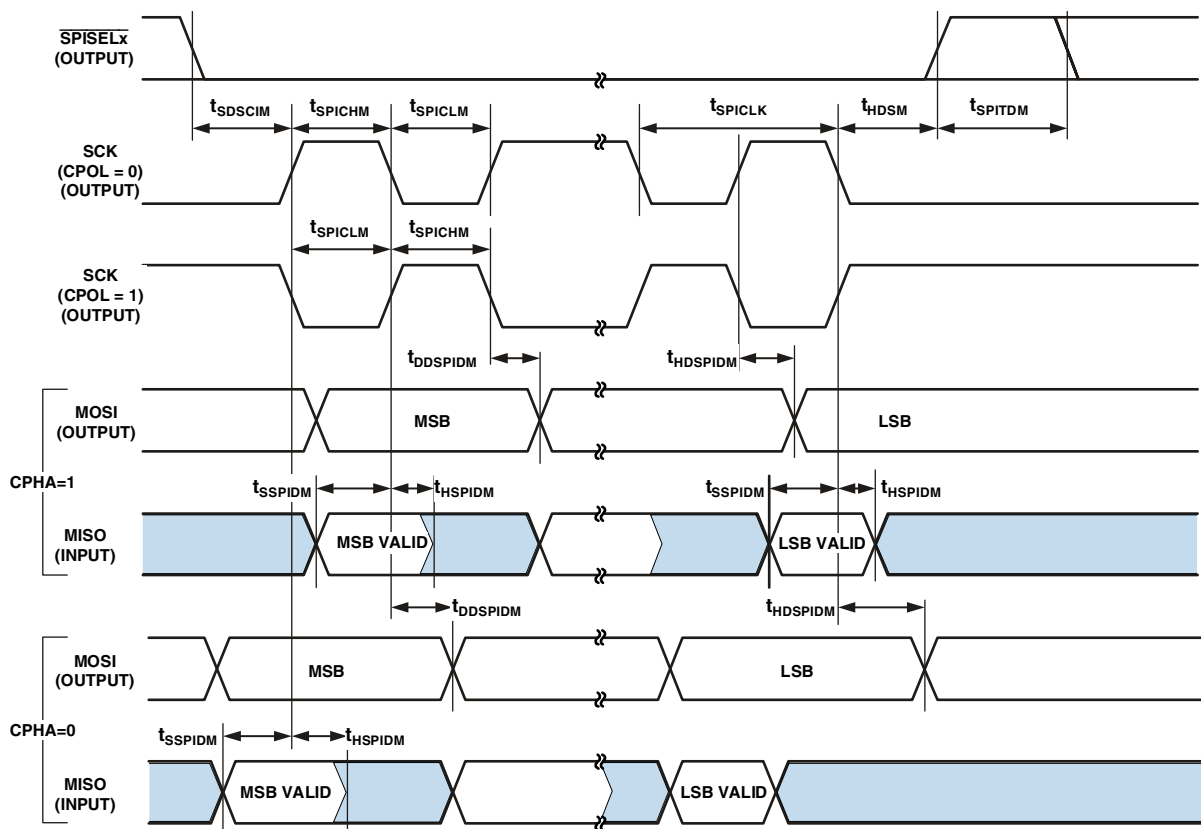 SPISELx
(OUTPUT)
tSDSCIM
tSPICHM
tSPICLM
tSPICLK
tHDSM
tSPITDM
SCK
(CPOL = 0)
(OUTPUT)
tSPICLM
tSPICHM
SCK
(CPOL = 1)
(OUTPUT)
tDDSPIDM
tHDSPIDM
MOSI
(OUTPUT)
MSB
LSB
CPHA=1
tSSPIDM
tHSPIDM
tSSPIDM
tHSPIDM
MISO
(INPUT)
MSB VALID
LSB VALID
tDDSPIDM
tHDSPIDM
MOSI
(OUTPUT)
MSB
LSB
CPHA=0
tSSPIDM
tHSPIDM
MISO
(INPUT)
MSB VALID
LSB VALID